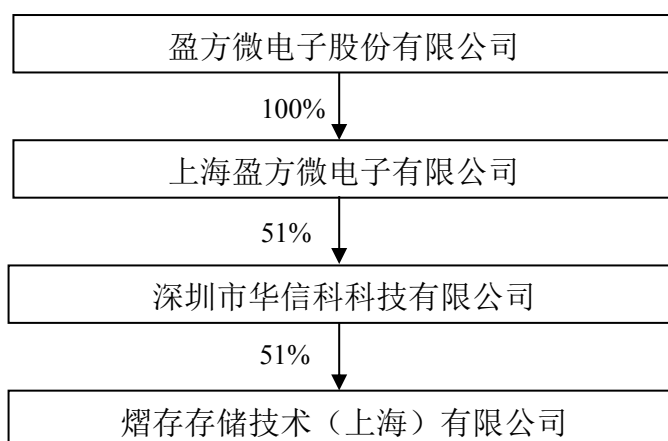 盈方微电子股份有限公司
100%
上海盈方微电子有限公司
51%
深圳市华信科科技有限公司
51%
熠存存储技术（上海）有限公司